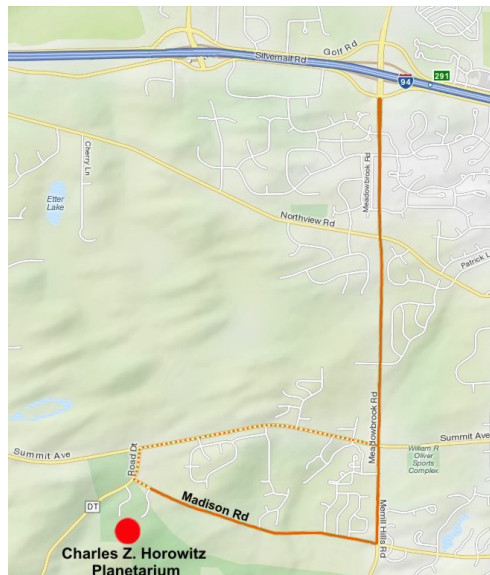 Golf Rd
Silvernail Rd
291
94
Cherry Ln
Meadowbrook Rd
Etter
Lake
Northview Rd
Patrick L
Meadowbrook Rd
Summit Ave
Road Dt
Summit Ave
William R
Oliver
Sports
Complex
DT
Madison Rd
Merrill Hills Rd
Charles Z. Horowitz
Planetarium